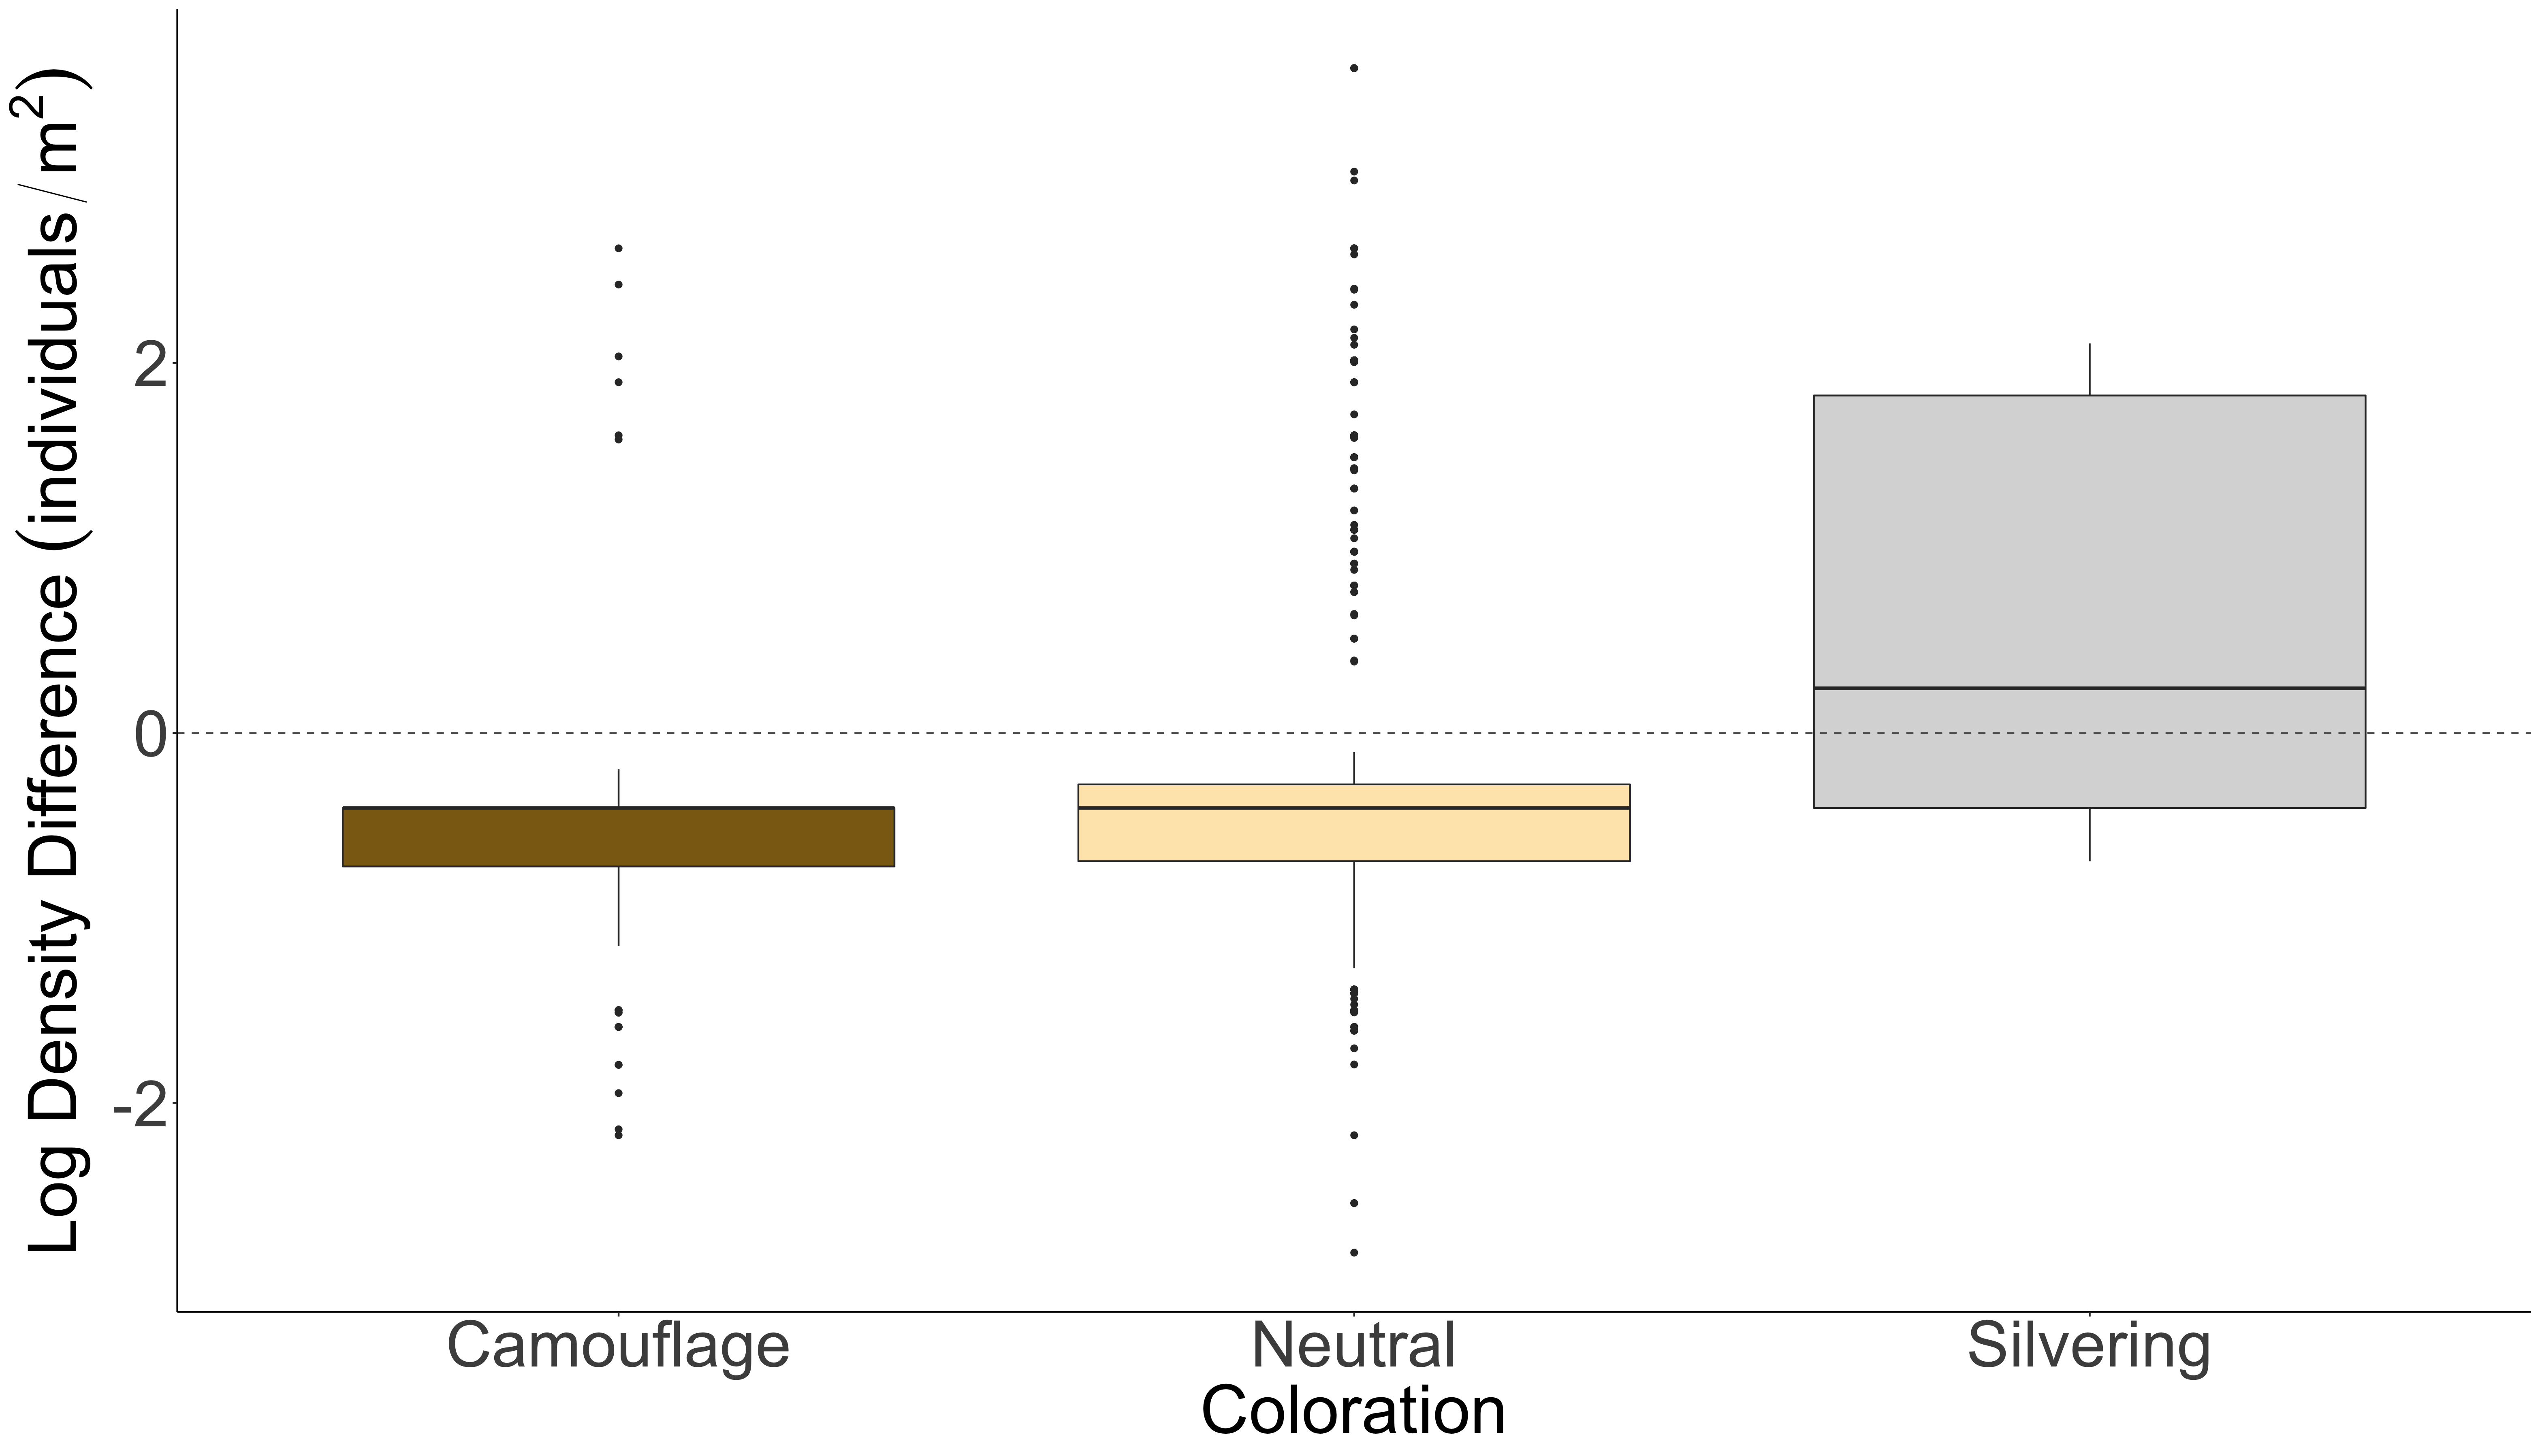 Log Density Difference (individuals/m²)
2
0
-2
Camouflage
Neutral
Silvering
Coloration